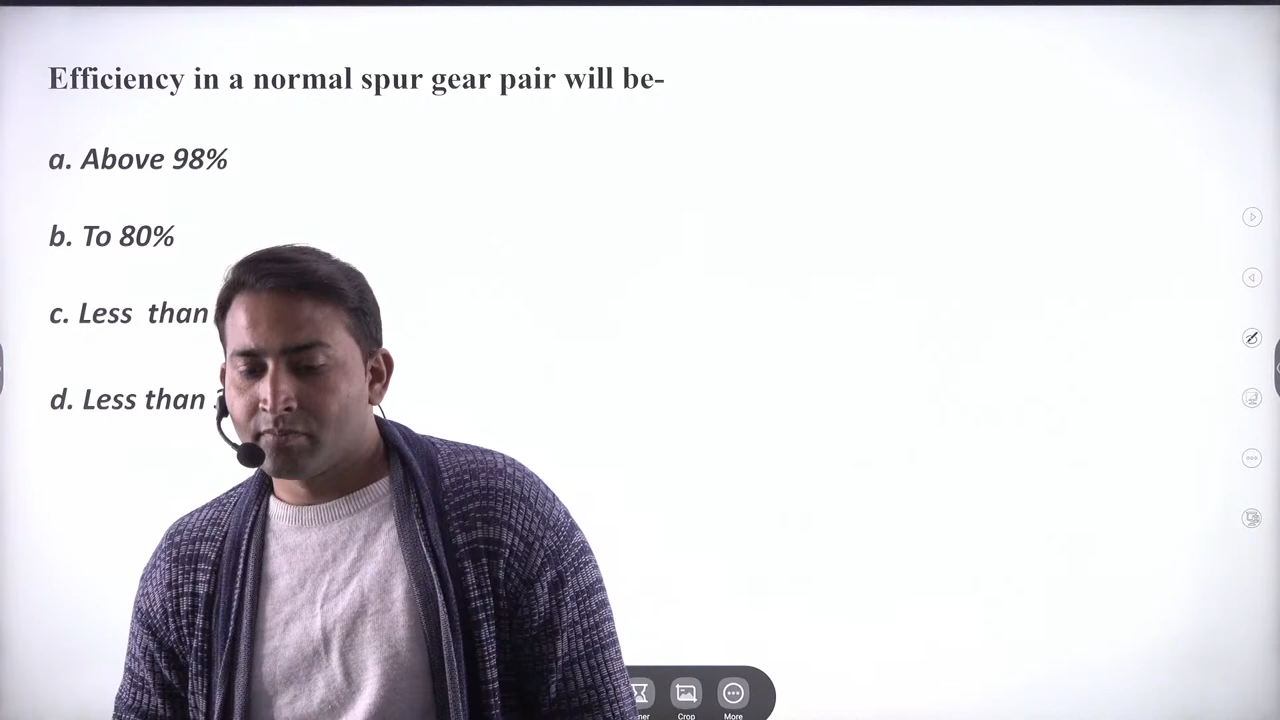 Efficiency in a normal spur gear pair will be-
a. Above 98%
b. To 80%
c. Less than
d. Less than
Crop
More